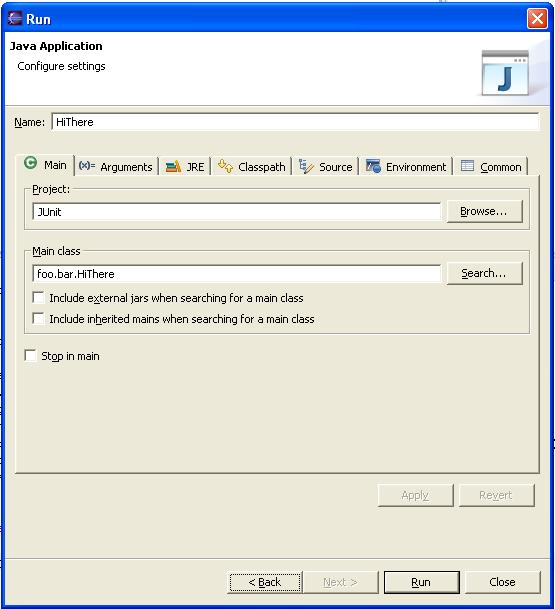 Run
Java Application
Configure settings
J
Name: HiThere
Main (x)= Arguments JRE Classpath Source Environment Common
Project:
JUnit Browse...
Main class
foo.bar.HiThere Search...
Include external jars when searching for a main class
Include inherited mains when searching for a main class
Stop in main
Apply Revert
< Back Next > Run Close